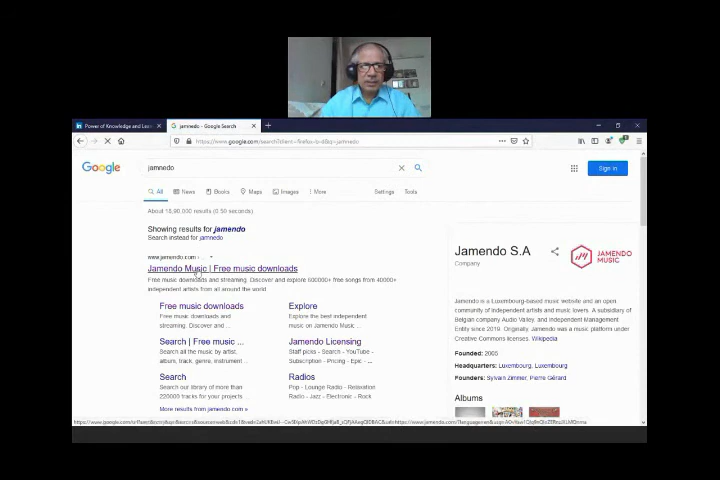 Power of Knowledge and Lear
jamnedo - Google Search
https://www.google.com/search?client=firefox-b-d&q=jamnedo
Google
jamnedo
Sign in
All
News
Books
Maps
Images
More
Settings
Tools
About 18,90,000 results (0.50 seconds)
Showing results for jamendo
Search instead for jamnedo
www.jamendo.com
Jamendo Music | Free music downloads
Free music downloads and streaming. Discover and explore 600000+ free songs from 40000+
independent artists from all around the world
Free music downloads
Free music downloads and
streaming. Discover and ...
Explore
Explore the best independent
music on Jamendo Music ...
Search | Free music ...
Search all the music by artist,
album, track, genre, instrument ...
Jamendo Licensing
Staff picks - Search - YouTube -
Subscription - Pricing - Epic - ...
Search
Search our library of more than
220000 tracks for your projects ...
Radios
Pop - Lounge Radio - Relaxation
Radio - Jazz - Electronic - Rock
More results from jamendo.com »
Jamendo S.A
Company
JAMENDO
MUSIC
Jamendo is a Luxembourg-based music website and an open
community of independent artists and music lovers. A subsidiary of
Belgian company Audio Valley, and Independent Management
Entity since 2019. Originally, Jamendo was a music platform under
Creative Commons licenses. Wikipedia
Founded: 2005
Headquarters: Luxembourg, Luxembourg
Founders: Sylvain Zimmer, Pierre Gérard
Albums